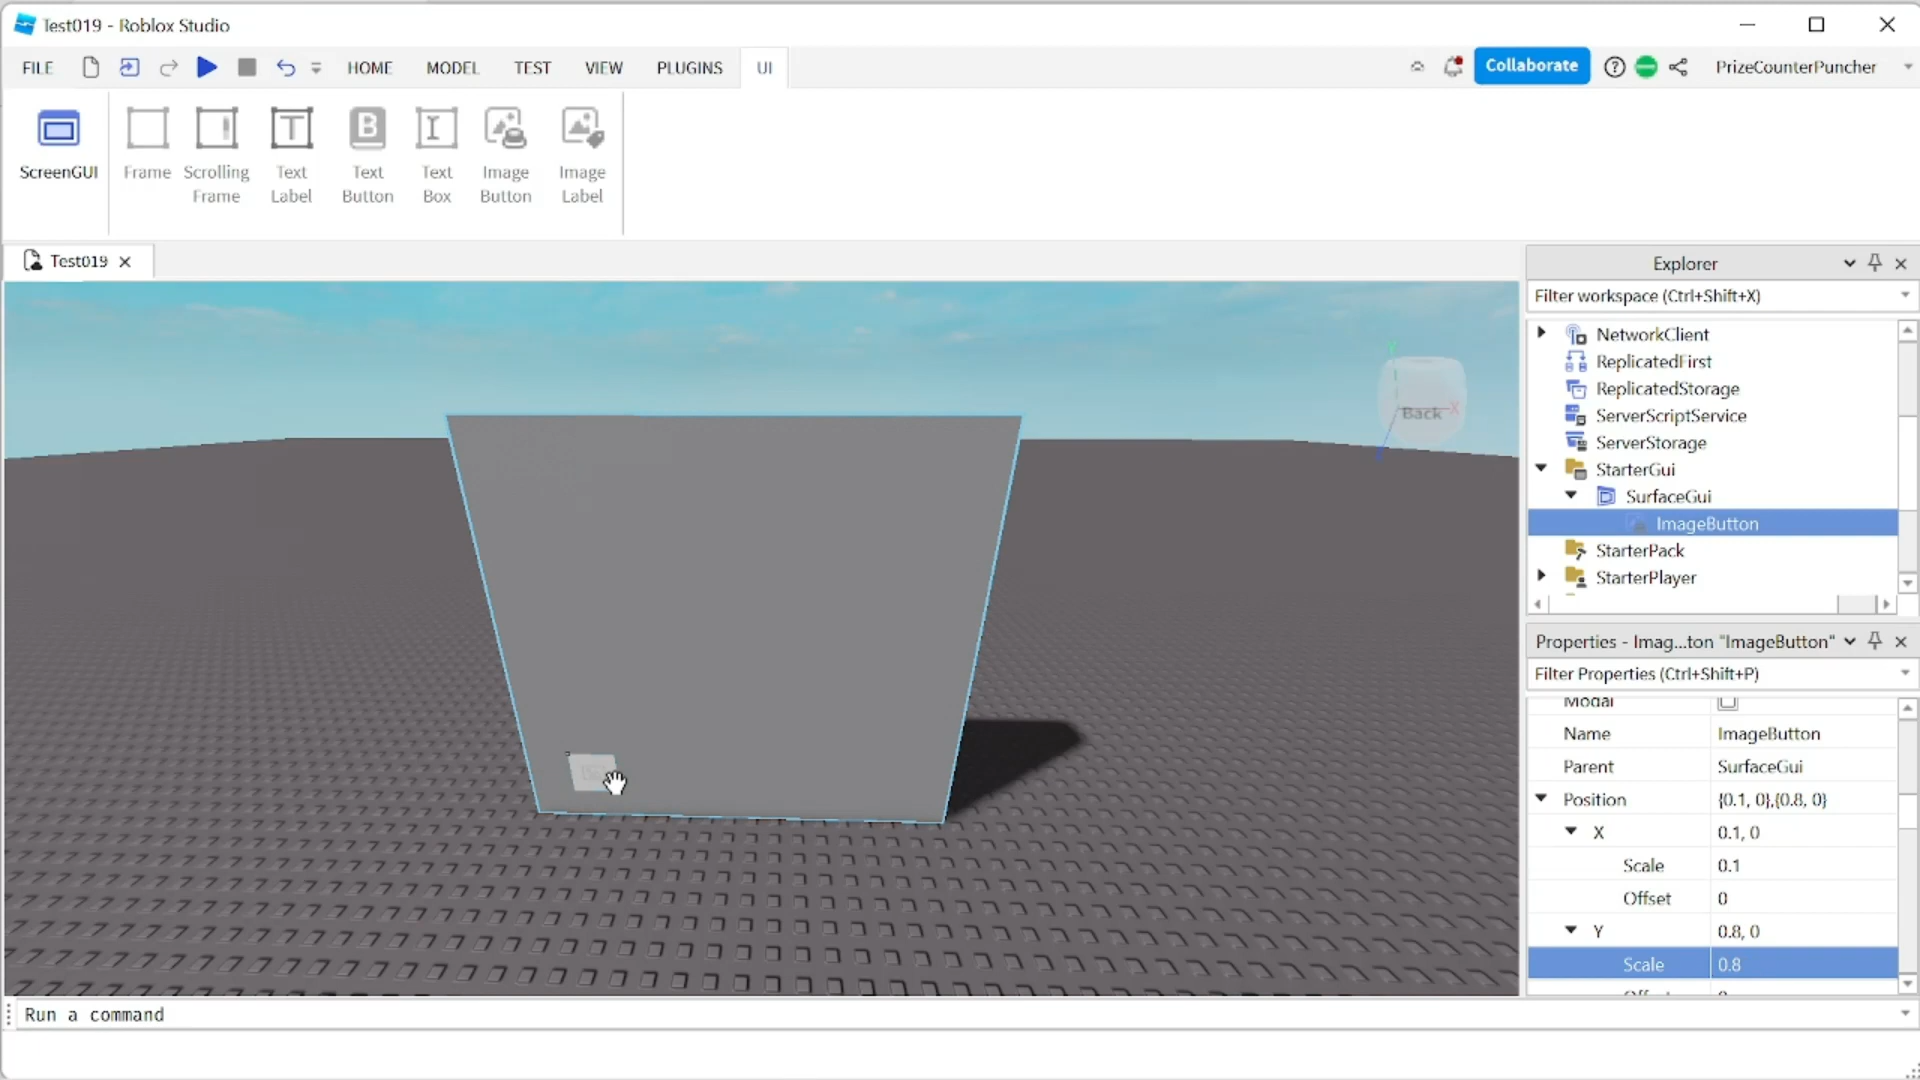 Test019 - Roblox Studio
FILE HOME MODEL TEST VIEW PLUGINS UI Collaborate PrizeCounterPuncher
ScreenGUI
Frame
Scrolling
Frame
Text
Label
Text
Button
Text
Box
Image
Button
Image
Label
Test019
Back
X
Y
Explorer
Filter workspace (Ctrl+Shift+X)
NetworkClient
ReplicatedFirst
ReplicatedStorage
ServerScriptService
ServerStorage
StarterGui
SurfaceGui
ImageButton
StarterPack
StarterPlayer
Properties - Imag...ton "ImageButton"
Filter Properties (Ctrl+Shift+P)
Modal
Name ImageButton
Parent SurfaceGui
Position {0.1, 0},{0.8, 0}
X 0.1, 0
Scale 0.1
Offset 0
Y 0.8, 0
Scale 0.8
Run a command